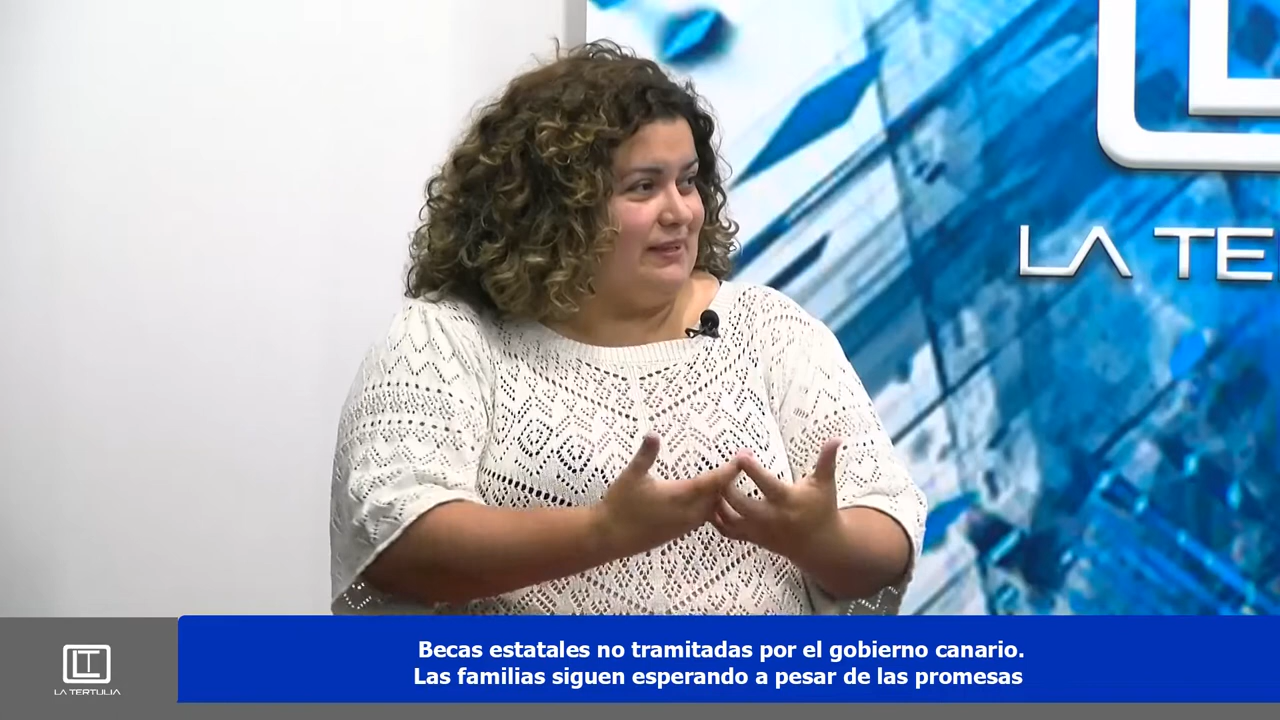 LA TE
LT
LA TERTULIA
Becas estatales no tramitadas por el gobierno canario.
Las familias siguen esperando a pesar de las promesas